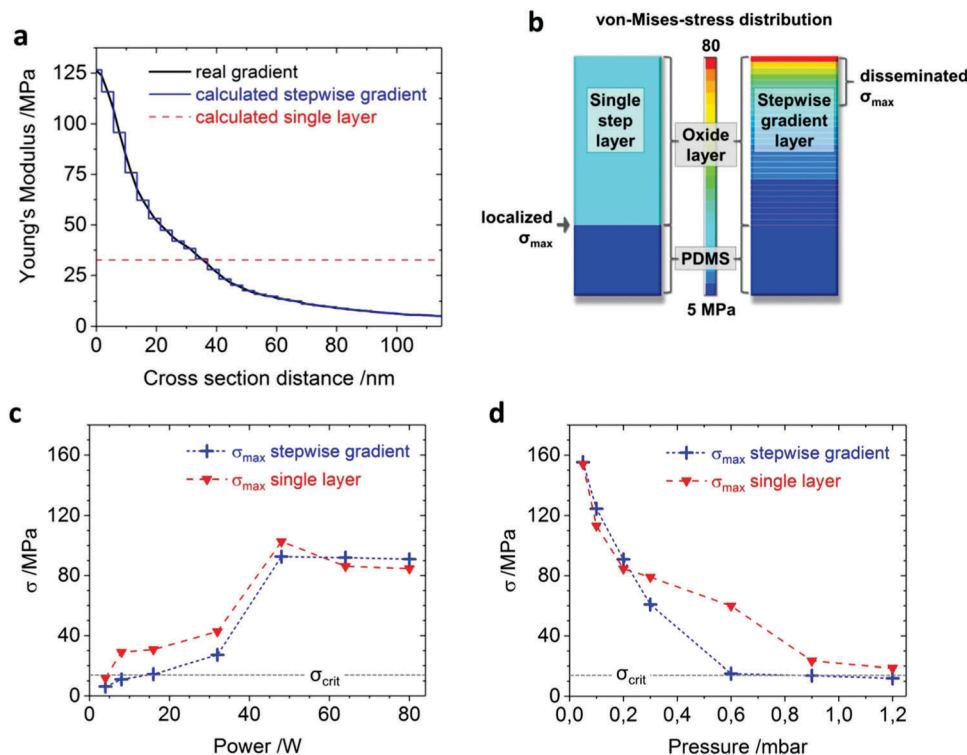 a
125
100
75
50
25
0
Young's Modulus /MPa
real gradient
calculated stepwise gradient
calculated single layer
0 20 40 60 80 100
Cross section distance /nm
b
von-Mises-stress distribution
80
Single
step
layer
Oxide
layer
Stepwise
gradient
layer
disseminated
σmax
localized
σmax
PDMS
5 MPa
c
160
120
80
40
0
σ /MPa
σmax stepwise gradient
σmax single layer
σcrit
0 20 40 60 80
Power /W
d
160
120
80
40
0
σ /MPa
σmax stepwise gradient
σmax single layer
σcrit
0,0 0,2 0,4 0,6 0,8 1,0 1,2
Pressure /mbar